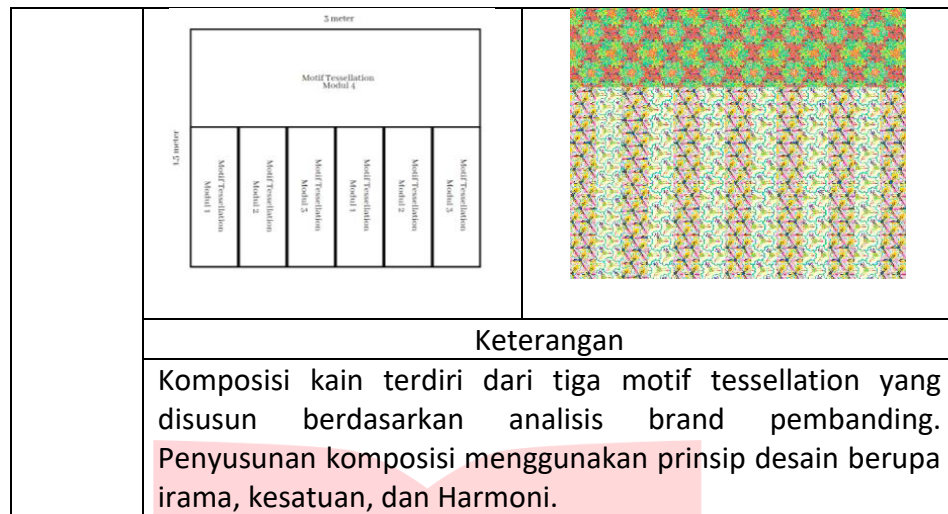 3 meter
Motif Tessellation
Modul 4
1,5 meter
Motif Tessellation
Modul 1
Motif Tessellation
Modul 2
Motif Tessellation
Modul 3
Motif Tessellation
Modul 1
Motif Tessellation
Modul 2
Motif Tessellation
Modul 3
Keterangan
Komposisi kain terdiri dari tiga motif tessellation yang
disusun berdasarkan analisis brand pembanding.
Penyusunan komposisi menggunakan prinsip desain berupa
irama, kesatuan, dan Harmoni.